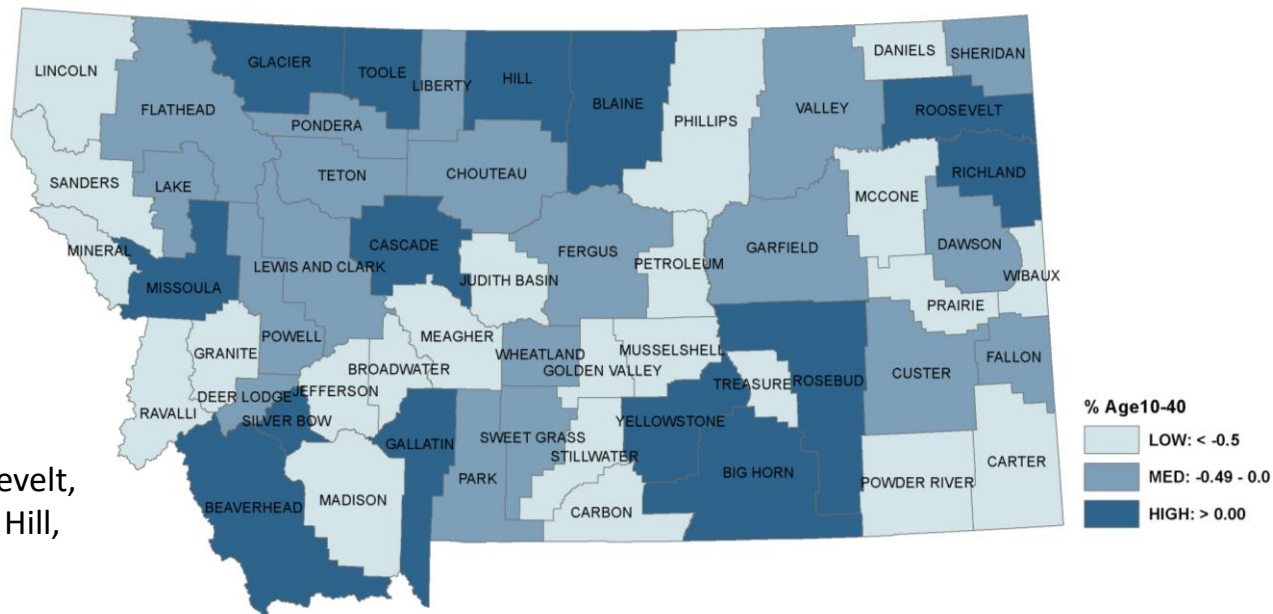 DANIELS
SHERIDAN
LINCOLN
GLACIER
TOOLE
LIBERTY
HILL
BLAINE
FLATHEAD
PHILLIPS
VALLEY
ROOSEVELT
PONDERA
SANDERS
LAKE
TETON
CHOUTEAU
MCCONE
RICHLAND
MINERAL
CASCADE
FERGUS
PETROLEUM
GARFIELD
DAWSON
WIBAUX
MISSOULA
LEWIS AND CLARK
JUDITH BASIN
PRAIRIE
POWELL
GRANITE
MEAGHER
WHEATLAND
MUSSELSHELL
GOLDEN VALLEY
FALLON
CUSTER
DEER LODGE
JEFFERSON
BROADWATER
TREASURE
ROSEBUD
RAVALLI
SILVER BOW
GALLATIN
SWEET GRASS
YELLOWSTONE
STILLWATER
PARK
BIG HORN
POWDER RIVER
CARTER
BEAVERHEAD
MADISON
CARBON
% Age10-40
LOW: < -0.5
MED: -0.49 - 0.0
HIGH: > 0.00
evelt,
Hill,